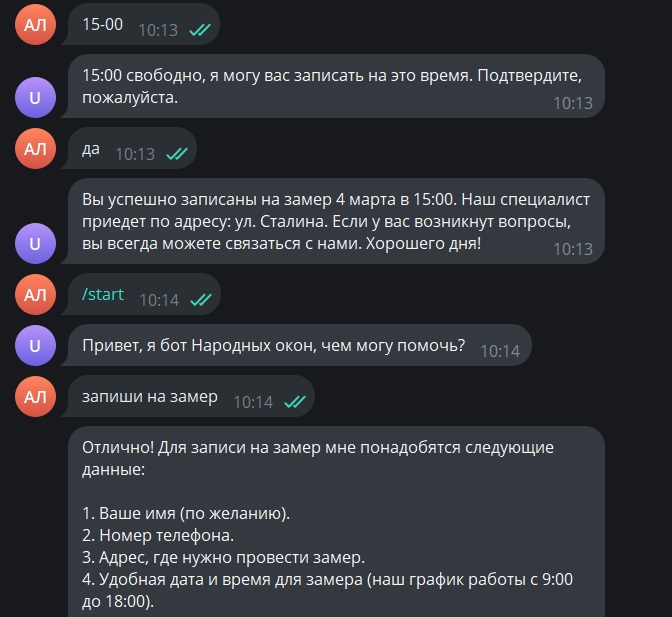 АЛ
15-00 10:13
15:00 свободно, я могу вас записать на это время. Подтвердите,
пожалуйста.
10:13
U
АЛ
да 10:13
Вы успешно записаны на замер 4 марта в 15:00. Наш специалист
приедет по адресу: ул. Сталина. Если у вас возникнут вопросы,
вы всегда можете связаться с нами. Хорошего дня!
10:13
U
АЛ
/start 10:14
U
Привет, я бот Народных окон, чем могу помочь? 10:14
АЛ
запиши на замер 10:14
Отлично! Для записи на замер мне понадобятся следующие
данные:
1. Ваше имя (по желанию).
2. Номер телефона.
3. Адрес, где нужно провести замер.
4. Удобная дата и время для замера (наш график работы с 9:00
до 18:00).